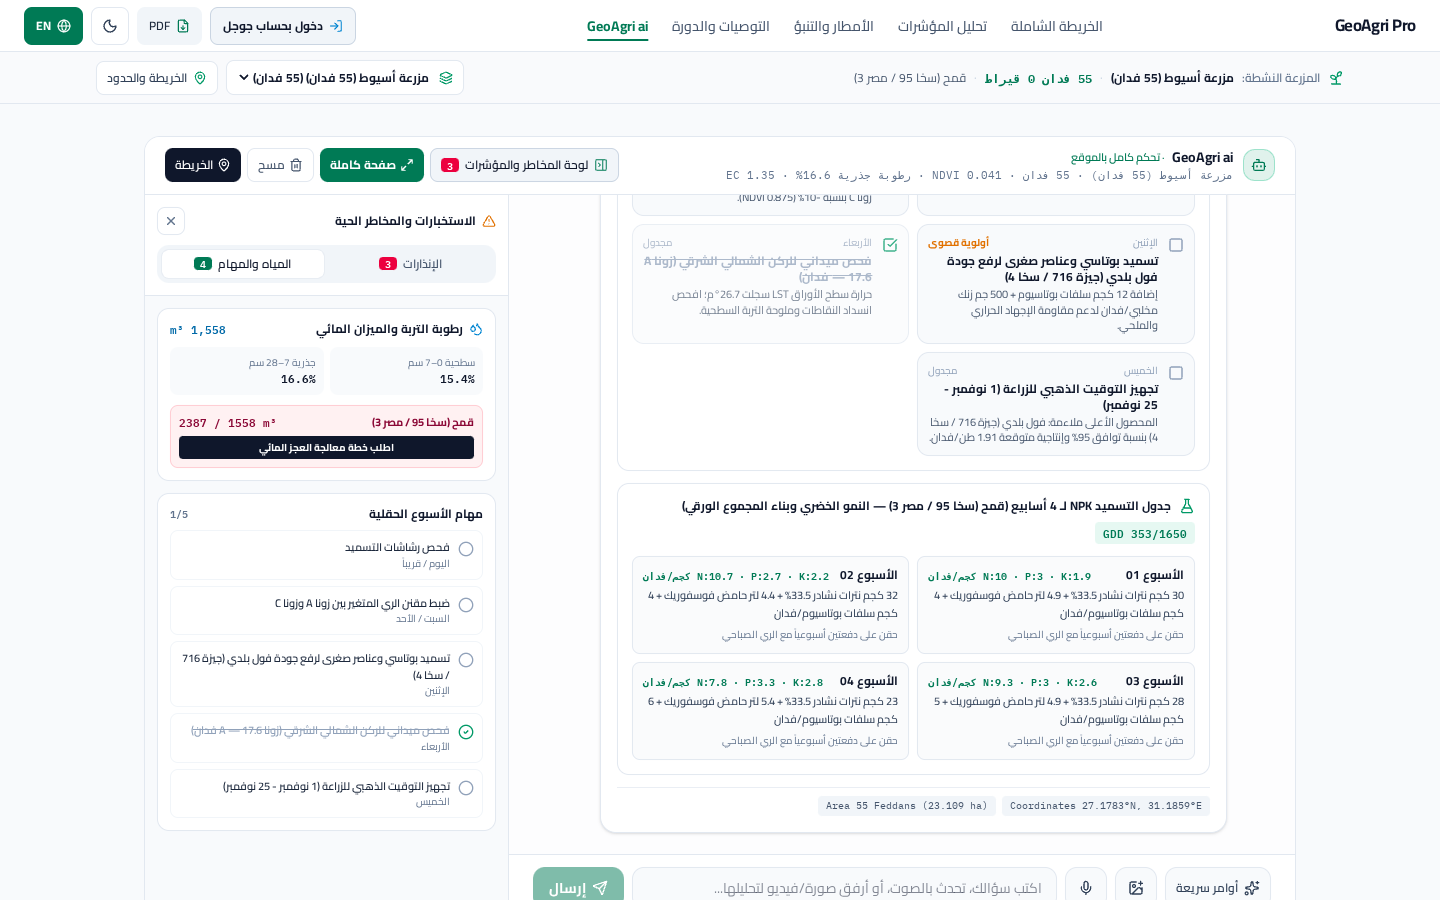 GeoAgri Pro
الخريطة الشاملة
تحليل المؤشرات
الأمطار والتنبؤ
التوصيات والدورة
GeoAgri ai
دخول بحساب جوجل
PDF
EN
المزرعة النشطة: مزرعة أسيوط (55 فدان) · 55 فدان 0 قيراط · قمح (سخا 95 / مصر 3)
مزرعة أسيوط (55 فدان) (55 فدان)
الخريطة والحدود
GeoAgri ai · تحكم كامل بالموقع
مزرعة أسيوط (55 فدان) · 55 فدان · NDVI 0.041 · رطوبة جذرية 16.6% · EC 1.35
لوحة المخاطر والمؤشرات 3
صفحة كاملة
مسح
الخريطة
زونا C بنسبة -10% (NDVI 0.875).
الإثنين
أولوية قصوى
تسميد بوتاسي وعناصر صغرى لرفع جودة
فول بلدي (جيزة 716 / سخا 4)
إضافة 12 كجم سلفات بوتاسيوم + 500 جم زنك
مخلبي/فدان لدعم مقاومة الإجهاد الحراري
والملحي.
الأربعاء
مجدول
فحص ميداني للركن الشمالي الشرقي (زونا A
— 17.6 فدان)
حرارة سطح الأوراق LST سجلت 26.7°م؛ افحص
انسداد النقاطات وملوحة التربة السطحية.
الخميس
مجدول
تجهيز التوقيت الذهبي للزراعة (1 نوفمبر -
25 نوفمبر)
المحصول الأعلى ملاءمة: فول بلدي (جيزة 716 / سخا
4) بنسبة توافق 95% وإنتاجية متوقعة 1.91 طن/فدان.
جدول التسميد NPK لـ 4 أسابيع (قمح (سخا 95 / مصر 3) — النمو الخضري وبناء المجموع الورقي)
GDD 353/1650
الأسبوع 01
N:10 · P:3 · K:1.9 كجم/فدان
30 كجم نترات نشادر 33.5% + 4.9 لتر حامض فوسفوريك + 4
كجم سلفات بوتاسيوم/فدان
حقن على دفعتين أسبوعياً مع الري الصباحي
الأسبوع 02
N:10.7 · P:2.7 · K:2.2 كجم/فدان
32 كجم نترات نشادر 33.5% + 4.4 لتر حامض فوسفوريك + 4
كجم سلفات بوتاسيوم/فدان
حقن على دفعتين أسبوعياً مع الري الصباحي
الأسبوع 03
N:9.3 · P:3 · K:2.6 كجم/فدان
28 كجم نترات نشادر 33.5% + 4.9 لتر حامض فوسفوريك + 5
كجم سلفات بوتاسيوم/فدان
حقن على دفعتين أسبوعياً مع الري الصباحي
الأسبوع 04
N:7.8 · P:3.3 · K:2.8 كجم/فدان
23 كجم نترات نشادر 33.5% + 5.4 لتر حامض فوسفوريك + 6
كجم سلفات بوتاسيوم/فدان
حقن على دفعتين أسبوعياً مع الري الصباحي
Coordinates 27.1783°N, 31.1859°E
Area 55 Feddans (23.109 ha)
أوامر سريعة
اكتب سؤالك، تحدث بالصوت، أو أرفق صورة/فيديو لتحليلها...
إرسال
الاستخبارات والمخاطر الحية
الإنذارات 3
المياه والمهام 4
رطوبة التربة والميزان المائي
1,558 m³
سطحية 0–7 سم
15.4%
جذرية 7–28 سم
16.6%
قمح (سخا 95 / مصر 3)
2387 / 1558 m³
اطلب خطة معالجة العجز المائي
مهام الأسبوع الحقلية
1/5
فحص رشاشات التسميد
اليوم / قريباً
ضبط مقنن الري المتغير بين زونا A وزونا C
السبت / الأحد
تسميد بوتاسي وعناصر صغرى لرفع جودة فول بلدي (جيزة 716
/ سخا 4)
الإثنين
فحص ميداني للركن الشمالي الشرقي (زونا A — 17.6 فدان)
الأربعاء
تجهيز التوقيت الذهبي للزراعة (1 نوفمبر - 25 نوفمبر)
الخميس